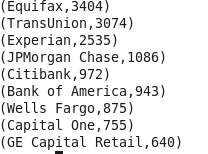 (Equifax,3404)
(TransUnion,3074)
(Experian,2535)
(JPMorgan Chase,1086)
(Citibank,972)
(Bank of America,943)
(Wells Fargo,875)
(Capital One,755)
(GE Capital Retail,640)